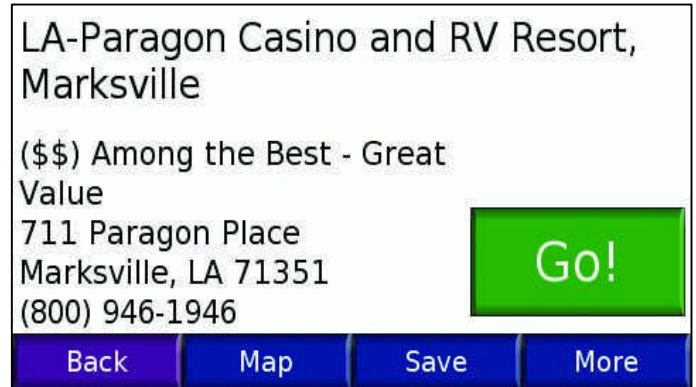 LA-Paragon Casino and RV Resort,
Marksville
($$) Among the Best - Great
Value
711 Paragon Place
Marksville, LA 71351
(800) 946-1946
Go!
Back Map Save More